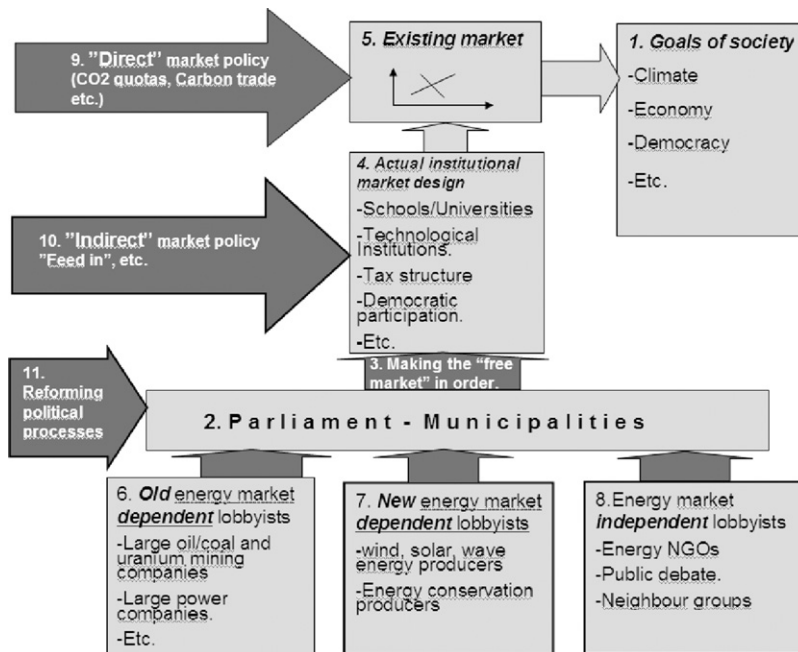 9. ”Direct” market policy
(CO2 quotas, Carbon trade
etc.)
5. Existing market
1. Goals of society
-Climate
-Economy
-Democracy
-Etc.
10. ”Indirect” market policy
”Feed in”, etc.
4. Actual institutional
market design
-Schools/Universities
-Technological
Institutions.
-Tax structure
-Democratic
participation.
-Etc.
3. Making the “free
market” in order.
11.
Reforming
political
processes
2. Parliament - Municipalities
6. Old energy market
dependent lobbyists
-Large oil/coal and
uranium mining
companies
-Large power
companies.
-Etc.
7. New energy market
dependent lobbyists
-wind, solar, wave
energy producers
-Energy conservation
producers
8.Energy market
independent lobbyists
-Energy NGOs
-Public debate.
-Neighbour groups